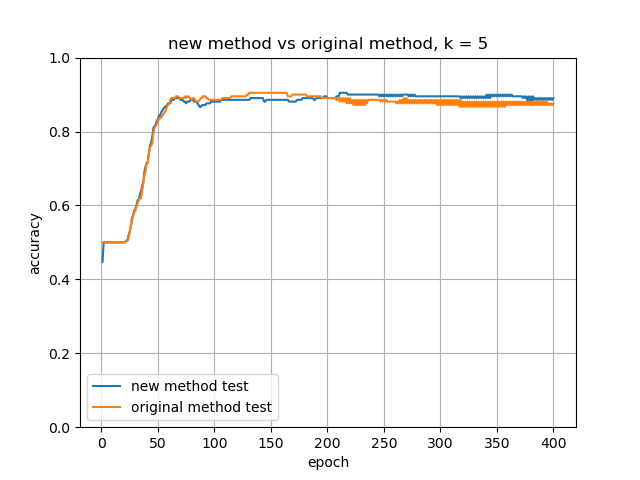 new method vs original method, k = 5
1.0
0.8
0.6
0.4
0.2
0.0
accuracy
new method test
original method test
0 50 100 150 200 250 300 350 400
epoch